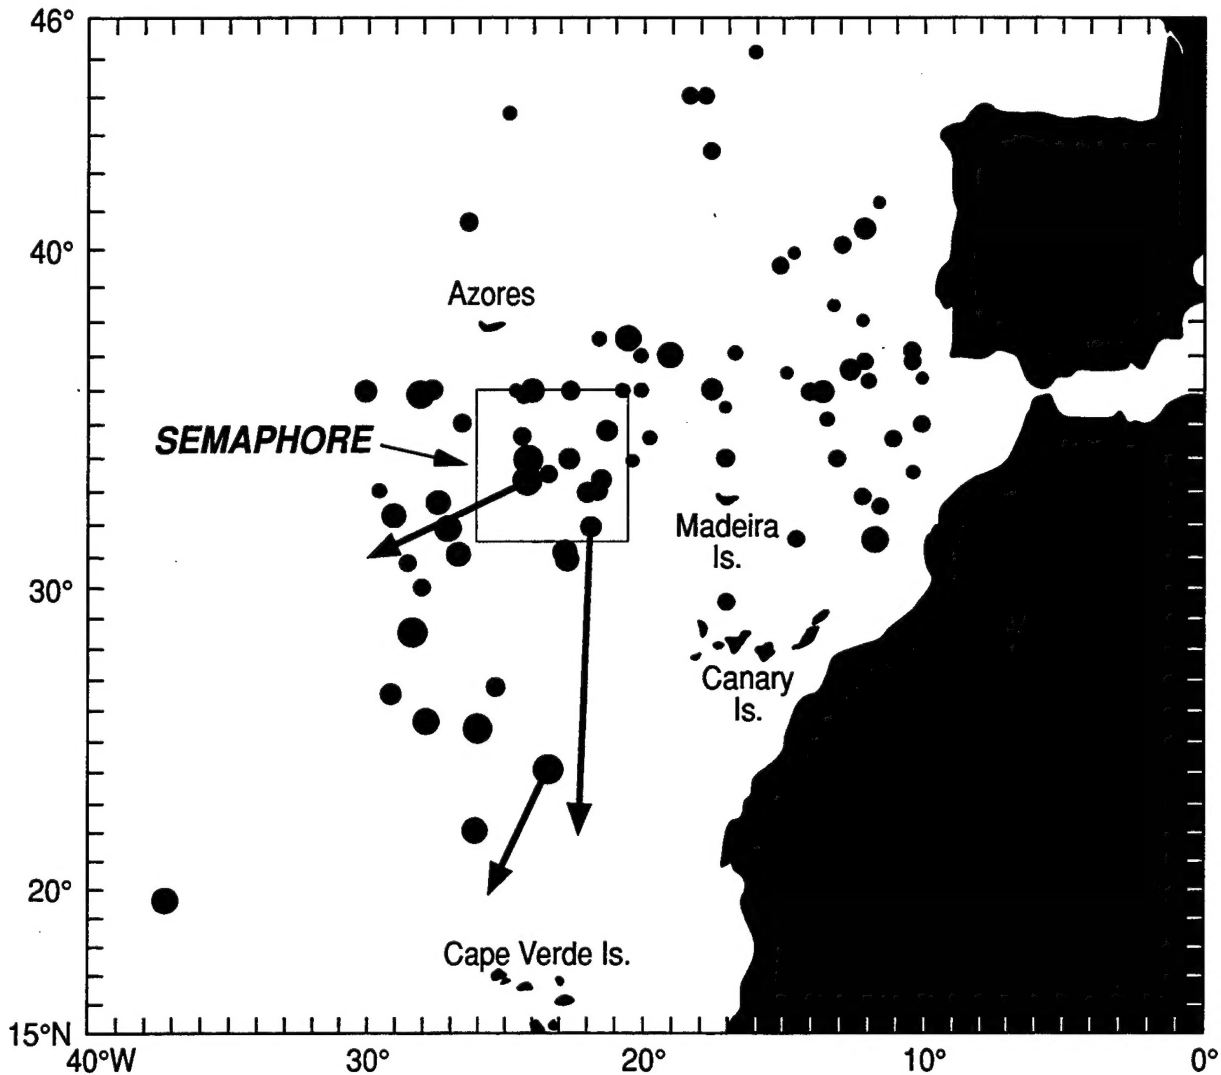 46°
40°
Azores
SEMAPHORE
Madeira
Is.
30°
Canary
Is.
20°
Cape Verde Is.
15°N
40°W
30°
20°
10°
0°